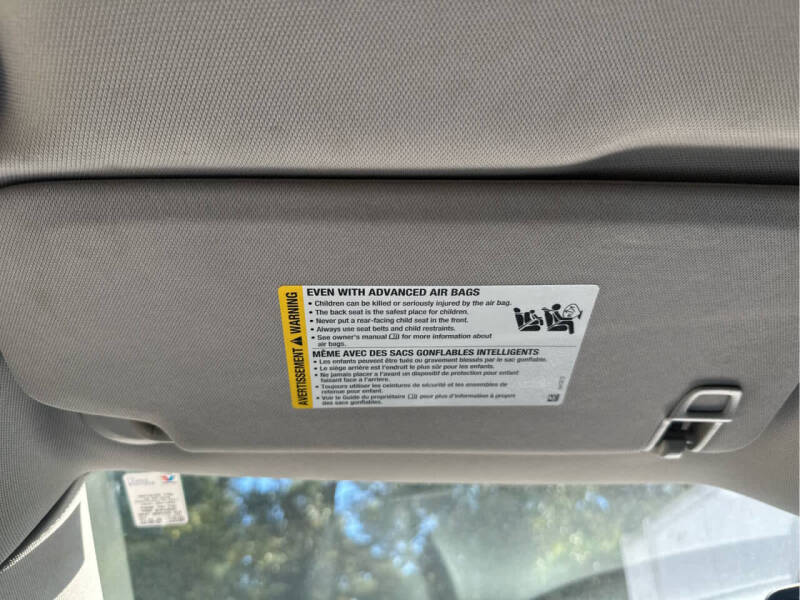 AVERTISSEMENT WARNING
EVEN WITH ADVANCED AIR BAGS
• Children can be killed or seriously injured by the air bag.
• The back seat is the safest place for children.
• Never put a rear-facing child seat in the front.
• Always use seat belts and child restraints.
• See owner's manual for more information about
air bags.
MÊME AVEC DES SACS GONFLABLES INTELLIGENTS
• Les enfants peuvent être tués ou gravement blessés par le sac gonflable.
• Le siège arrière est l'endroit le plus sûr pour les enfants.
• Ne jamais placer à l'avant un dispositif de protection pour enfant
faisant face à l'arrière.
• Toujours utiliser les ceintures de sécurité et les ensembles de
retenue pour enfant.
• Voir le Guide du propriétaire pour plus d'information à propos
des sacs gonflables.